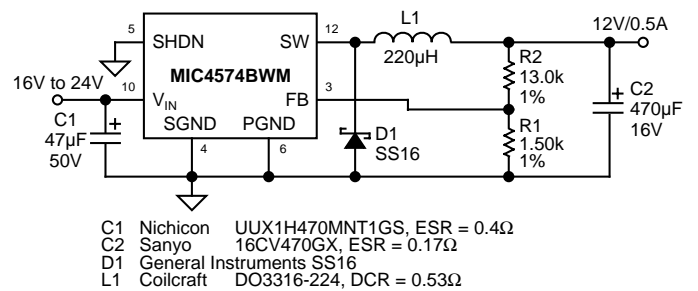 L1
12V/0.5A
5
SHDN
SW
12
220µH
R2
13.0k
1%
16V to 24V
MIC4574BWM
10
VIN
FB
3
C2
470µF
16V
C1
47µF
50V
SGND
PGND
D1
SS16
R1
1.50k
1%
4
6
C1 Nichicon UUX1H470MNT1GS, ESR = 0.4Ω
C2 Sanyo 16CV470GX, ESR = 0.17Ω
D1 General Instruments SS16
L1 Coilcraft DO3316-224, DCR = 0.53Ω